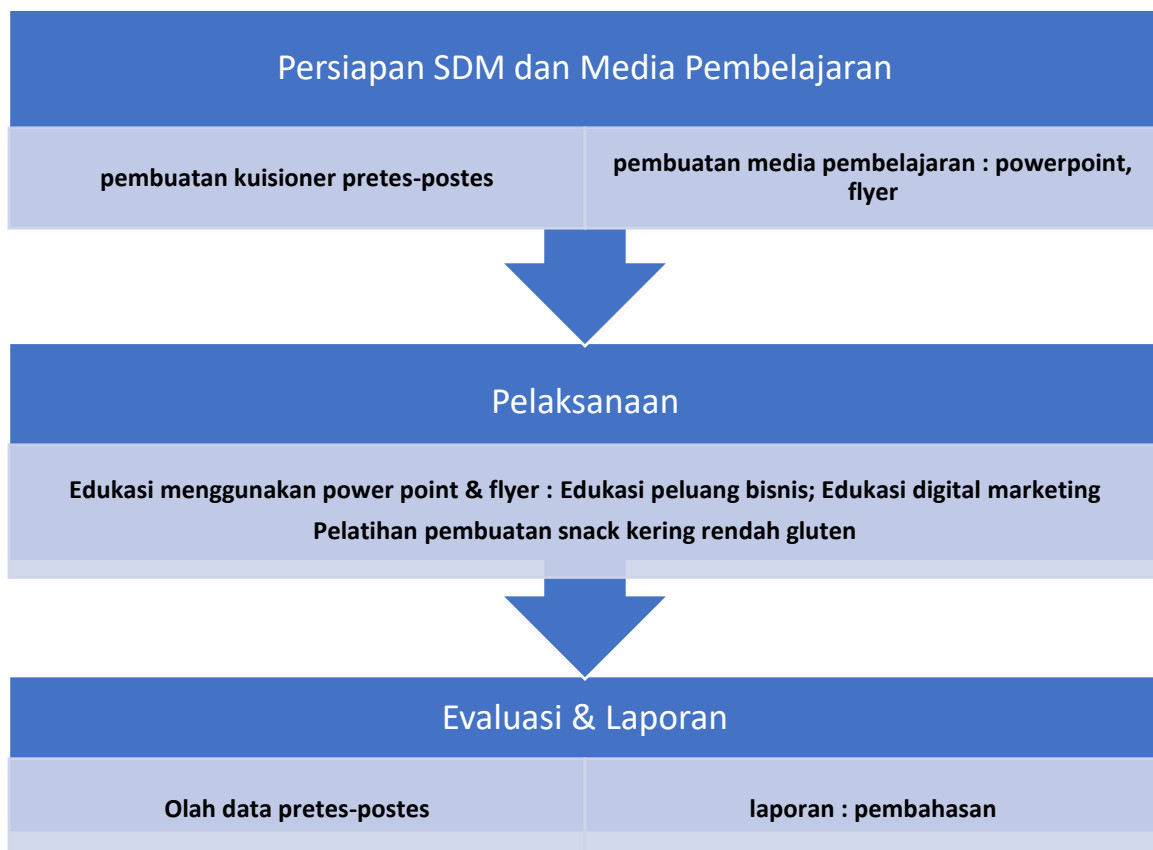 Persiapan SDM dan Media Pembelajaran
pembuatan kuisioner pretes-postes
pembuatan media pembelajaran : powerpoint,
flyer
Pelaksanaan
Edukasi menggunakan power point & flyer : Edukasi peluang bisnis; Edukasi digital marketing
Pelatihan pembuatan snack kering rendah gluten
Evaluasi & Laporan
Olah data pretes-postes
laporan : pembahasan